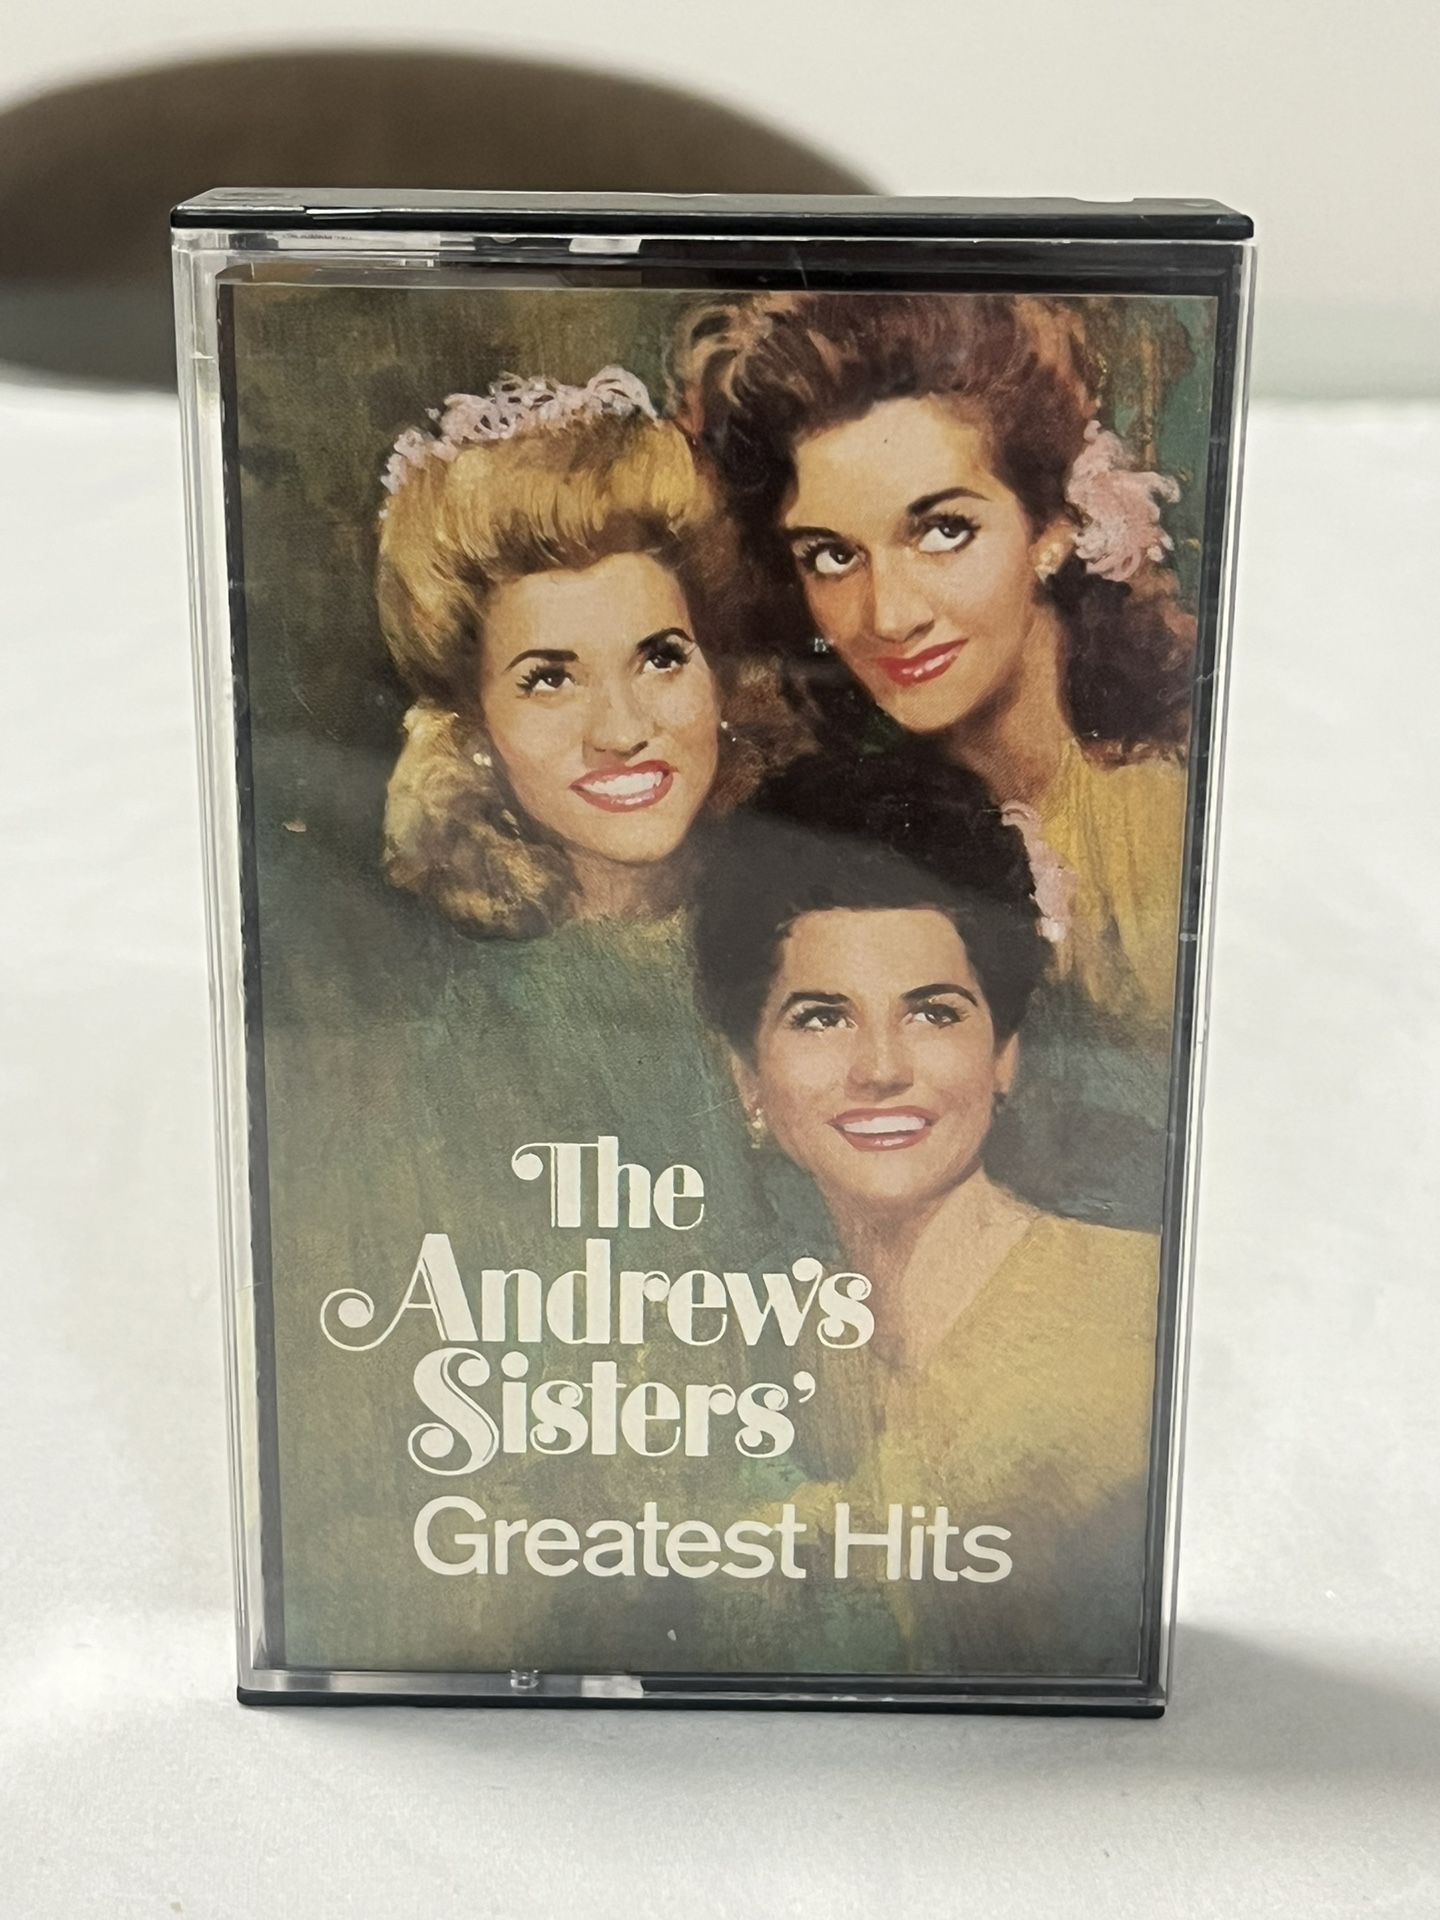 The
Andrews
Sisters'
Greatest Hits